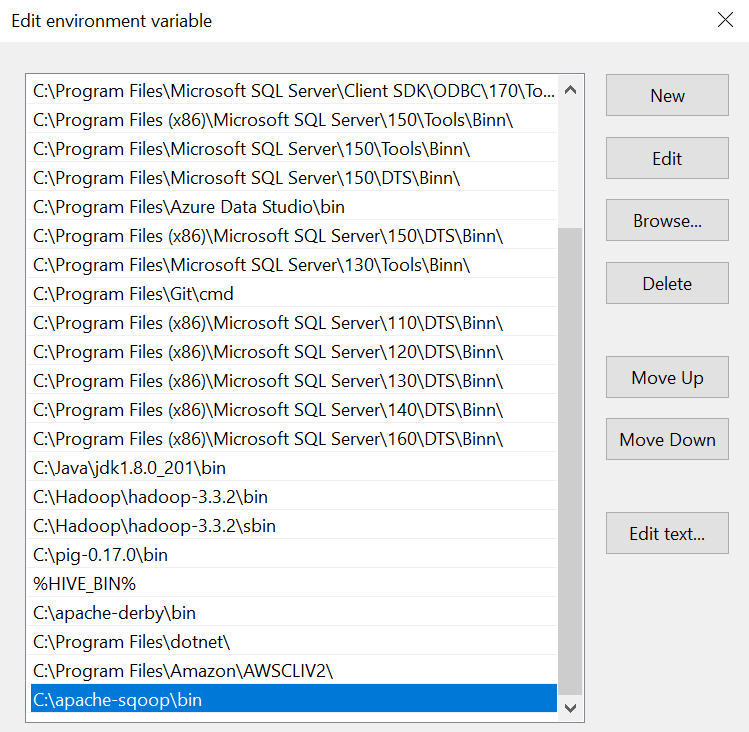 Edit environment variable
C:\Program Files\Microsoft SQL Server\Client SDK\ODBC\170\To...
New
C:\Program Files (x86)\Microsoft SQL Server\150\Tools\Binn\
C:\Program Files\Microsoft SQL Server\150\Tools\Binn\
Edit
C:\Program Files\Microsoft SQL Server\150\DTS\Binn\
C:\Program Files\Azure Data Studio\bin
Browse...
C:\Program Files (x86)\Microsoft SQL Server\150\DTS\Binn\
C:\Program Files\Microsoft SQL Server\130\Tools\Binn\
Delete
C:\Program Files\Git\cmd
C:\Program Files (x86)\Microsoft SQL Server\110\DTS\Binn\
C:\Program Files (x86)\Microsoft SQL Server\120\DTS\Binn\
Move Up
C:\Program Files (x86)\Microsoft SQL Server\130\DTS\Binn\
C:\Program Files (x86)\Microsoft SQL Server\140\DTS\Binn\
Move Down
C:\Program Files (x86)\Microsoft SQL Server\160\DTS\Binn\
C:\Java\jdk1.8.0_201\bin
C:\Hadoop\hadoop-3.3.2\bin
C:\Hadoop\hadoop-3.3.2\sbin
Edit text...
C:\pig-0.17.0\bin
%HIVE_BIN%
C:\apache-derby\bin
C:\Program Files\dotnet\
C:\Program Files\Amazon\AWSCLIV2\
C:\apache-sqoop\bin